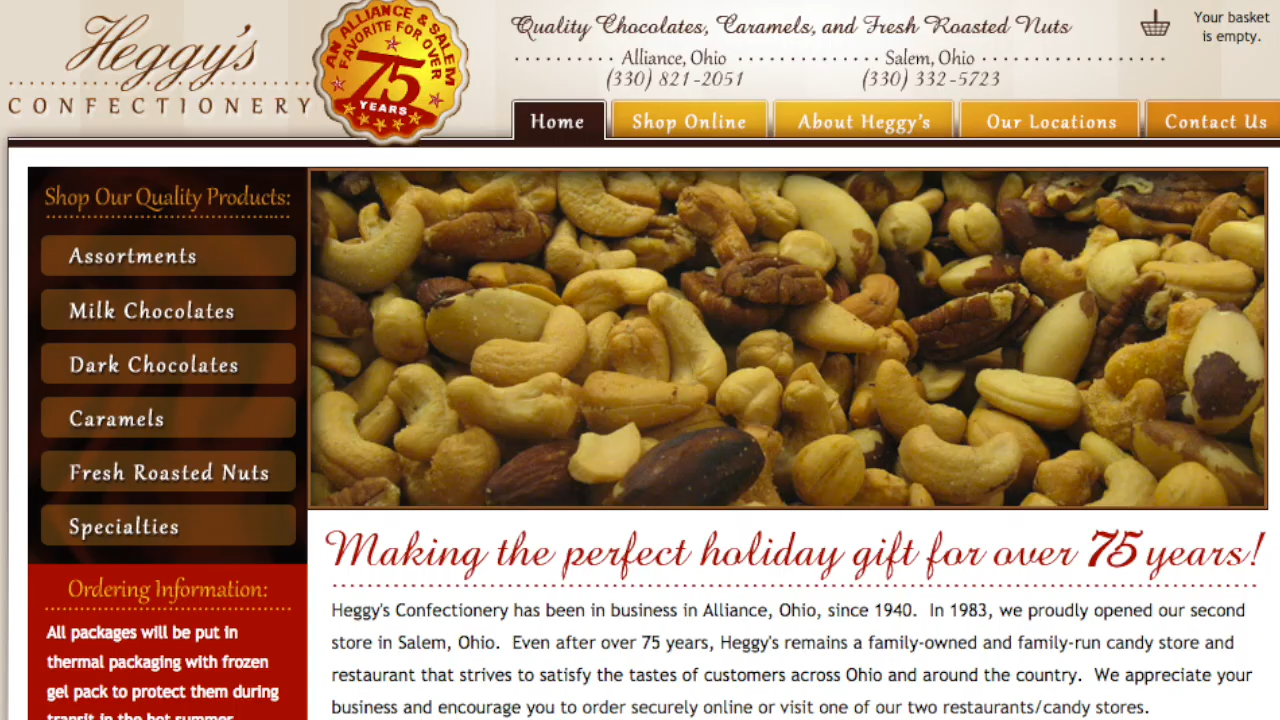 Heggy's
CONFECTIONERY
AN ALLIANCE & SALEM
FAVORITE FOR OVER
75
YEARS
Quality Chocolates, Caramels, and Fresh Roasted Nuts
Alliance, Ohio
(330) 821-2051
Salem, Ohio
(330) 332-5723
Your basket
is empty.
Home
Shop Online
About Heggy's
Our Locations
Contact Us
Shop Our Quality Products:
Assortments
Milk Chocolates
Dark Chocolates
Caramels
Fresh Roasted Nuts
Specialties
Ordering Information:
All packages will be put in
thermal packaging with frozen
gel pack to protect them during
transit in the hot summer
Making the perfect holiday gift for over 75 years!
Heggy's Confectionery has been in business in Alliance, Ohio, since 1940. In 1983, we proudly opened our second
store in Salem, Ohio. Even after over 75 years, Heggy's remains a family-owned and family-run candy store and
restaurant that strives to satisfy the tastes of customers across Ohio and around the country. We appreciate your
business and encourage you to order securely online or visit one of our two restaurants/candy stores.